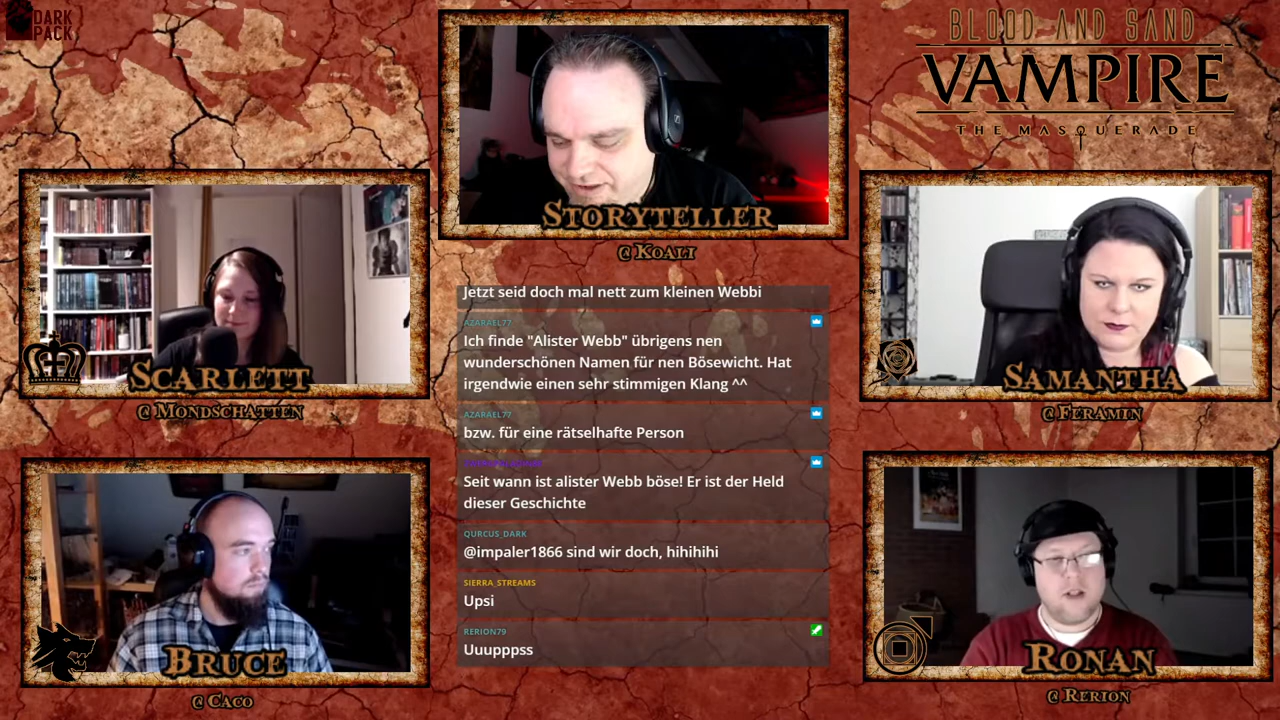 DARK
PACK
BLOOD AND SAND
VAMPIRE
THE MASQUERADE
STORYTELLER
@ KOALI
SCARLETT
@ MONDSCHATTEN
SAMANTHA
@ FERAMIN
Jetzt seid doch mal nett zum kleinen Webbi
AZARAEL77
Ich finde "Alister Webb" übrigens nen
wunderschönen Namen für nen Bösewicht. Hat
irgendwie einen sehr stimmigen Klang ^^
AZARAEL77
bzw. für eine rätselhafte Person
Seit wann ist alister Webb böse! Er ist der Held
dieser Geschichte
QURCUS_DARK
@impaler1866 sind wir doch, hihihihi
SIERRA_STREAMS
Upsi
RERION79
Uuupppss
BRUCE
@ CACO
RONAN
@ RERION